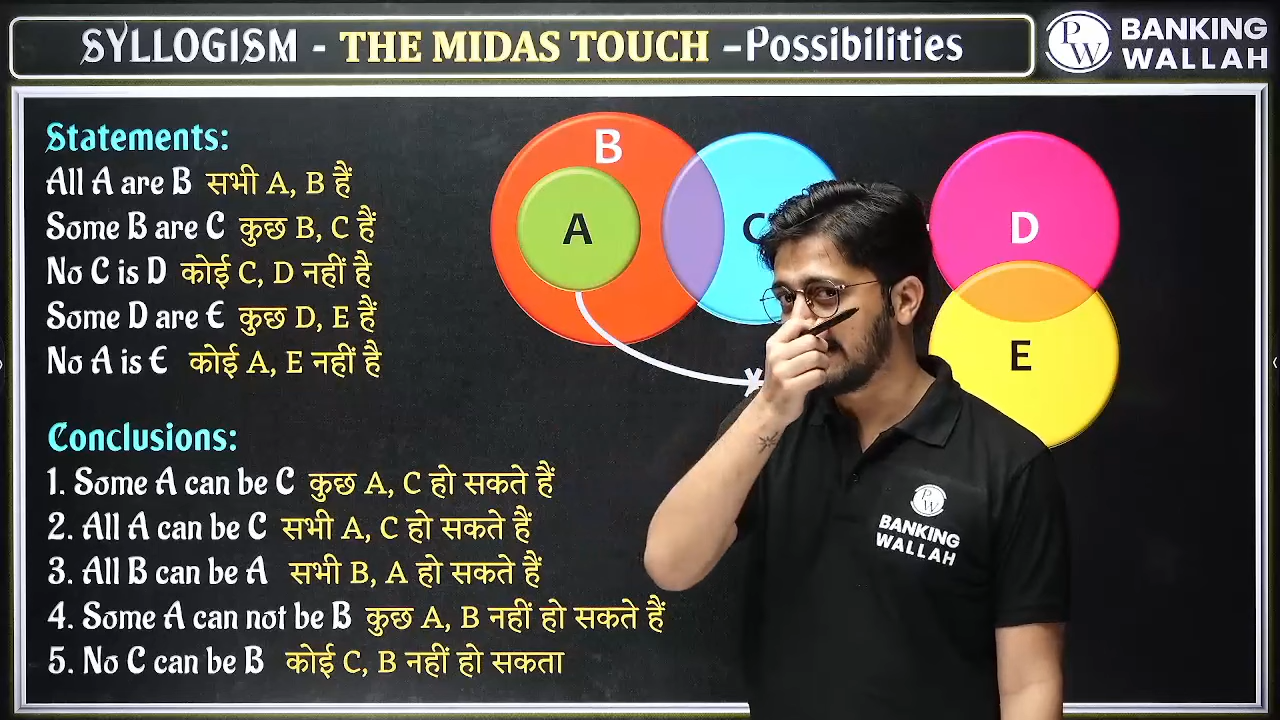 SYLLOGISM - THE MIDAS TOUCH -Possibilities
PW BANKING WALLAH
Statements:
All A are B सभी A, B हैं
Some B are C कुछ B, C हैं
No C is D कोई C, D नहीं है
Some D are E कुछ D, E हैं
No A is E कोई A, E नहीं है
B
A
C
D
E
Conclusions:
1. Some A can be C कुछ A, C हो सकते हैं
2. All A can be C सभी A, C हो सकते हैं
3. All B can be A सभी B, A हो सकते हैं
4. Some A can not be B कुछ A, B नहीं हो सकते हैं
5. No C can be B कोई C, B नहीं हो सकता
PW
BANKING
WALLAH